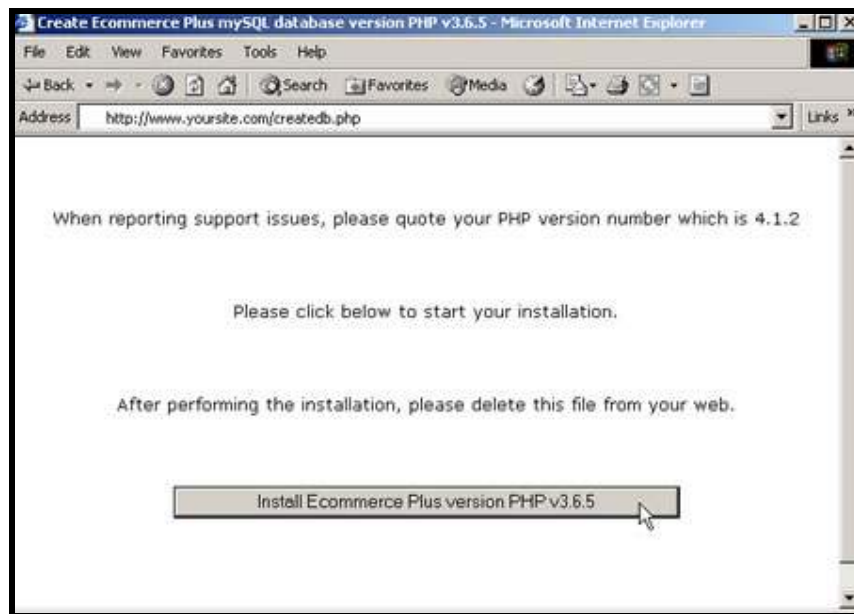 Create Ecommerce Plus mySQL database version PHP v3.6.5 - Microsoft Internet Explorer
File Edit View Favorites Tools Help
Back Search Favorites Media
Address http://www.yoursite.com/createdb.php Links »
When reporting support issues, please quote your PHP version number which is 4.1.2
Please click below to start your installation.
After performing the installation, please delete this file from your web.
Install Ecommerce Plus version PHP v3.6.5